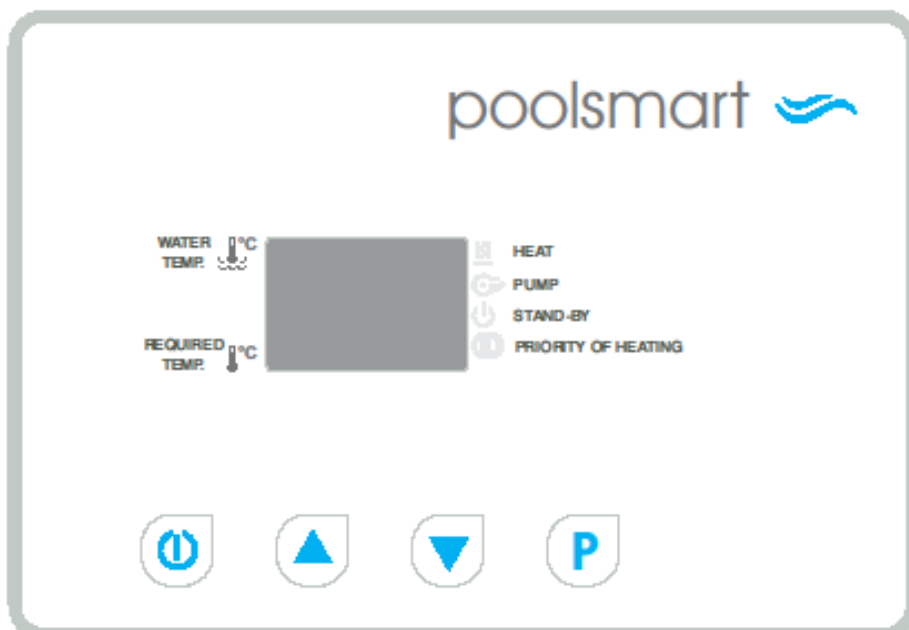 poolsmart
WATER °C
TEMP.
HEAT
PUMP
STAND-BY
REQUIRED °C
TEMP.
PRIORITY OF HEATING
P